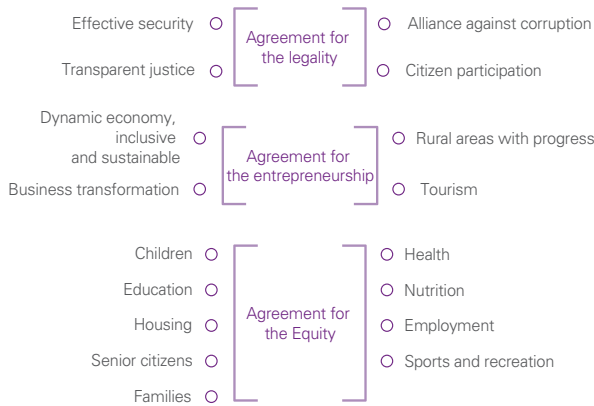 Effective security
Transparent justice
Agreement for
the legality
Alliance against corruption
Citizen participation
Dynamic economy,
inclusive
and sustainable
Business transformation
Agreement for
the entrepreneurship
Rural areas with progress
Tourism
Children
Education
Housing
Senior citizens
Families
Agreement for
the Equity
Health
Nutrition
Employment
Sports and recreation